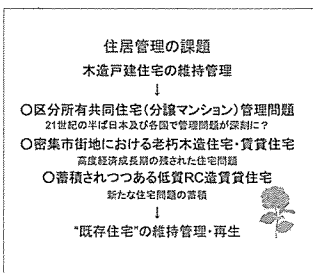 住居管理の課題
木造戸建住宅の維持管理
↓
○区分所有共同住宅(分譲マンション)管理問題
21世紀の半ば日本及び各国で管理問題が深刻に?
○密集市街地における老朽木造住宅・賃貸住宅
高度経済成長期の残された住宅問題
○蓄積されつつある低質RC造賃貸住宅
新たな住宅問題の蓄積
↓
"既存住宅"の維持管理・再生